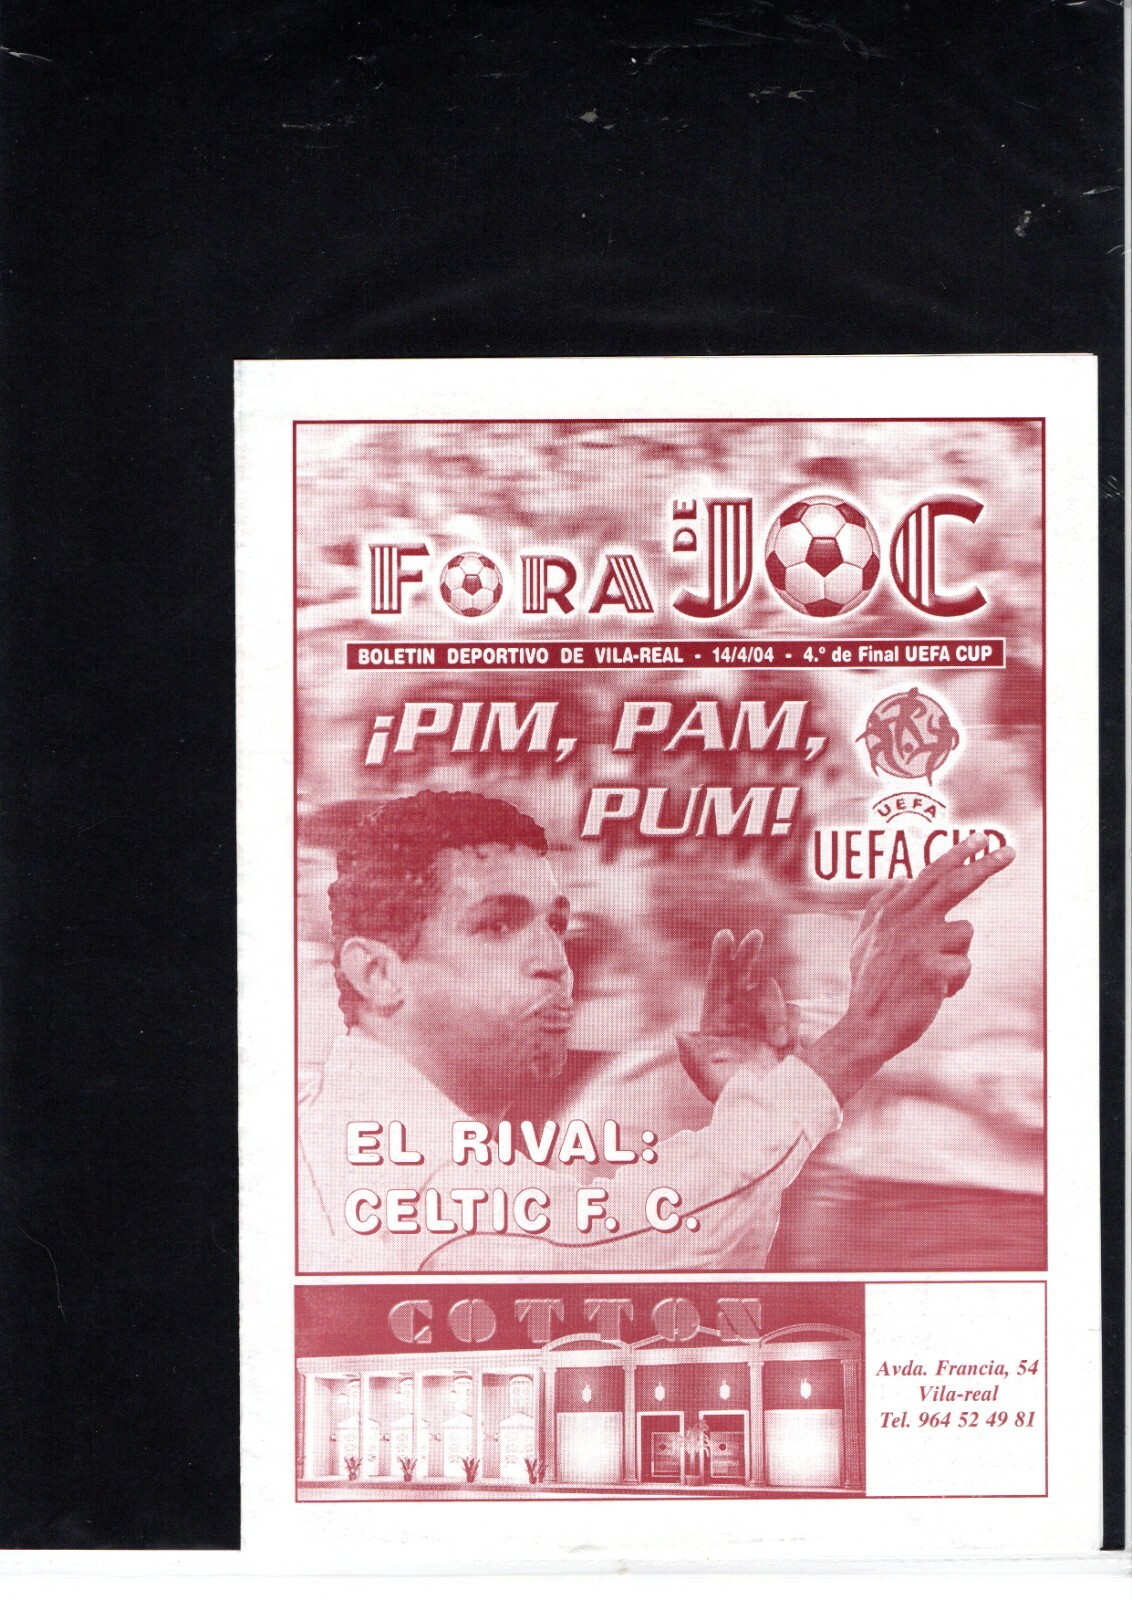 FORA DE JOC
BOLETIN DEPORTIVO DE VILA-REAL - 14/4/04 - 4.º de Final UEFA CUP
¡PIM, PAM,
PUM!
UEFA
UEFA CUP
EL RIVAL:
CELTIC F. C.
COTTON
Avda. Francia, 54
Vila-real
Tel. 964 52 49 81